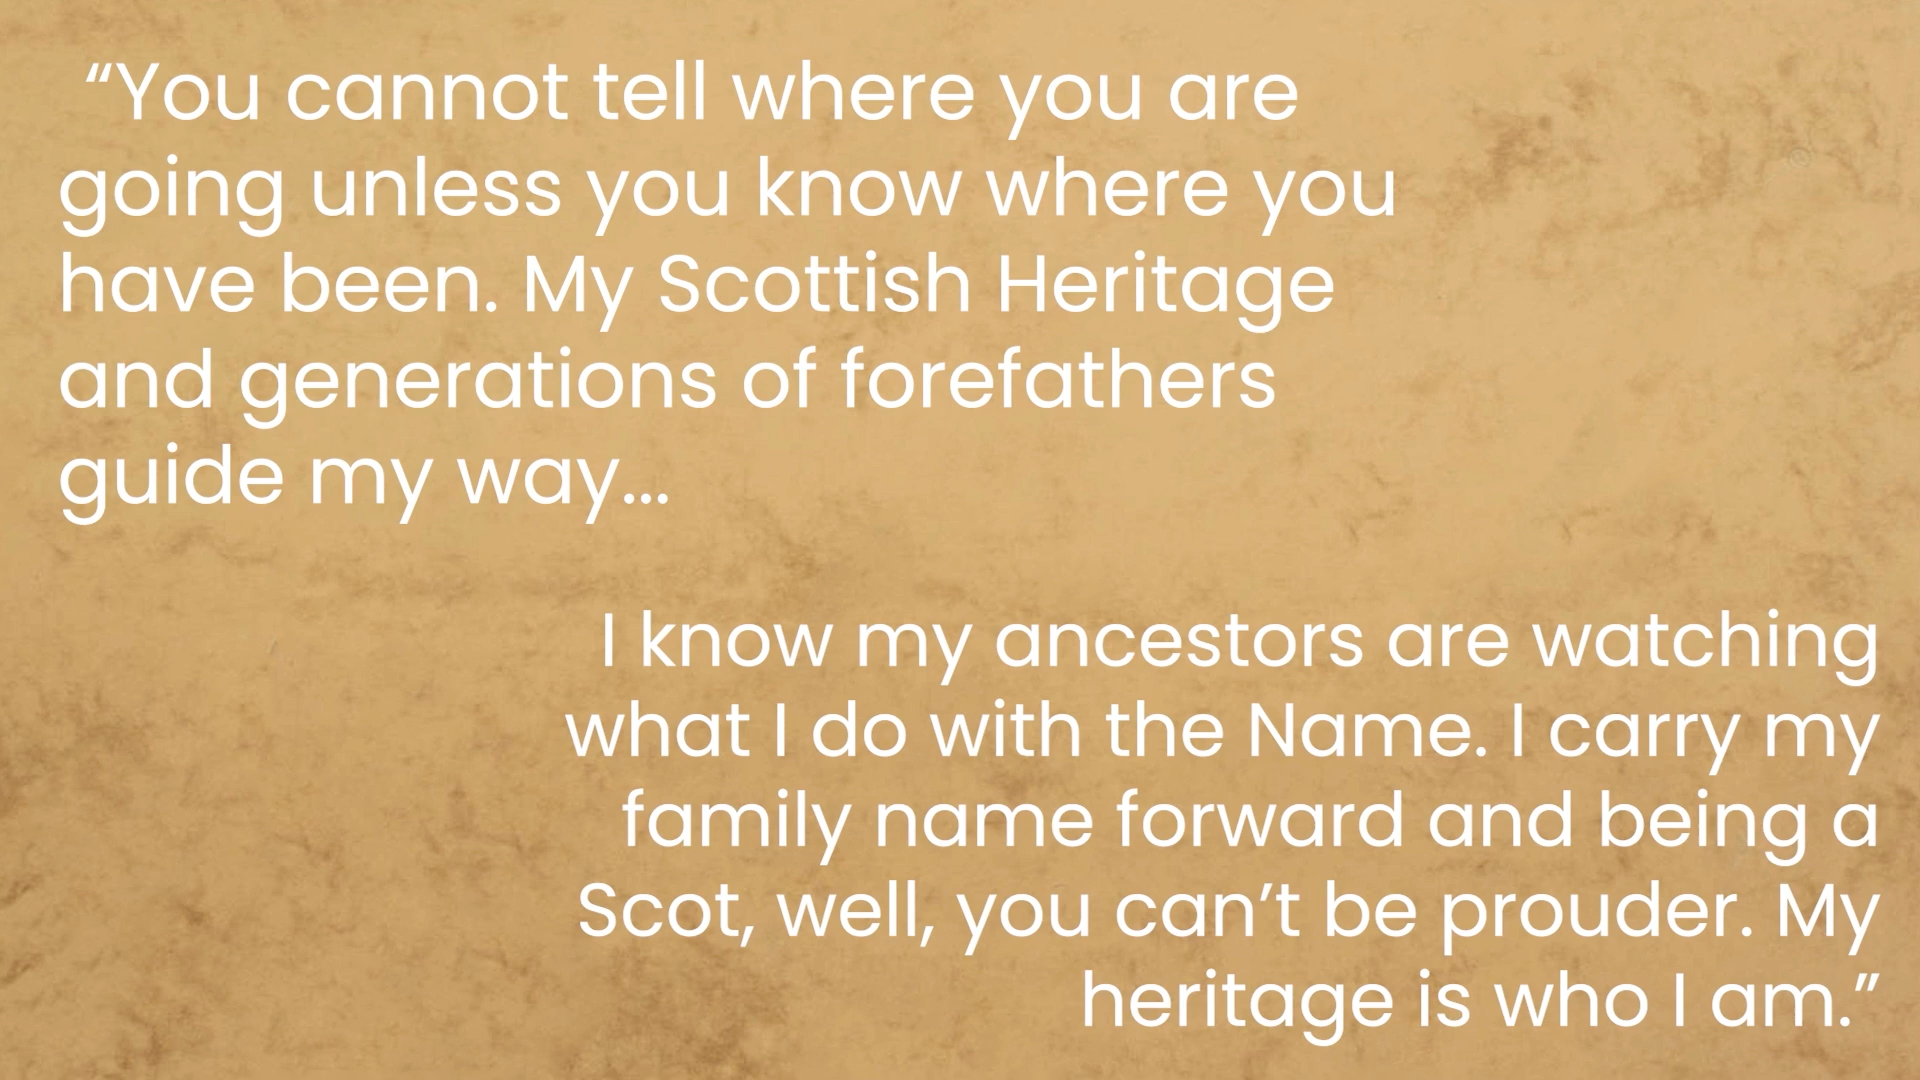 “You cannot tell where you are
going unless you know where you
have been. My Scottish Heritage
and generations of forefathers
guide my way...
I know my ancestors are watching
what I do with the Name. I carry my
family name forward and being a
Scot, well, you can’t be prouder. My
heritage is who I am.”